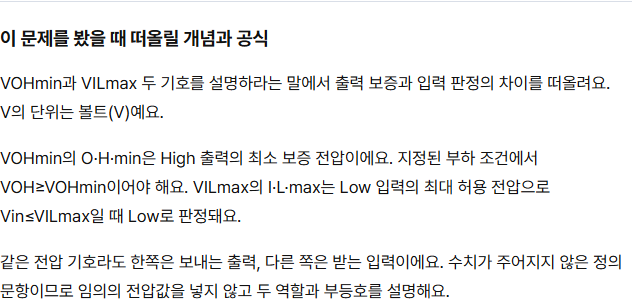 이 문제를 봤을 때 떠올릴 개념과 공식
VOHmin과 VILmax 두 기호를 설명하라는 말에서 출력 보증과 입력 판정의 차이를 떠올려요.
V의 단위는 볼트(V)예요.
VOHmin의 O·H·min은 High 출력의 최소 보증 전압이에요. 지정된 부하 조건에서
VOH≥VOHmin이어야 해요. VILmax의 I·L·max는 Low 입력의 최대 허용 전압으로
Vin≤VILmax일 때 Low로 판정돼요.
같은 전압 기호라도 한쪽은 보내는 출력, 다른 쪽은 받는 입력이에요. 수치가 주어지지 않은 정의
문항이므로 임의의 전압값을 넣지 않고 두 역할과 부등호를 설명해요.